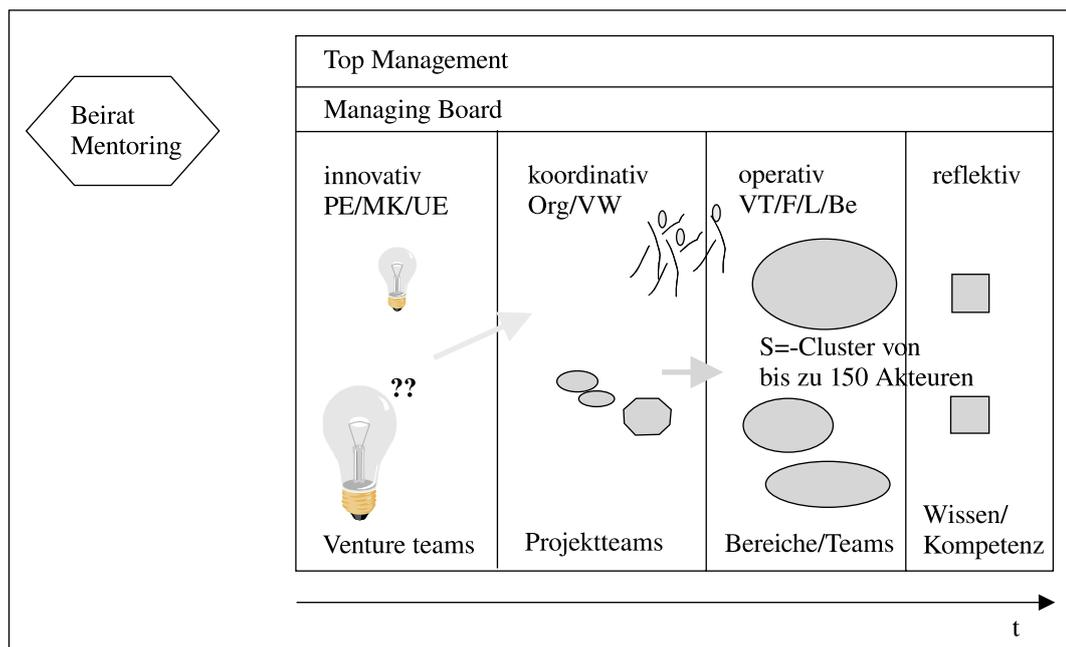 Beirat
Mentoring
Top Management
Managing Board
innovativ
PE/MK/UE
koordinativ
Org/VW
operativ
VT/F/L/Be
reflektiv
??
S=-Cluster von
bis zu 150 Akteuren
Venture teams
Projektteams
Bereiche/Teams
Wissen/
Kompetenz
t